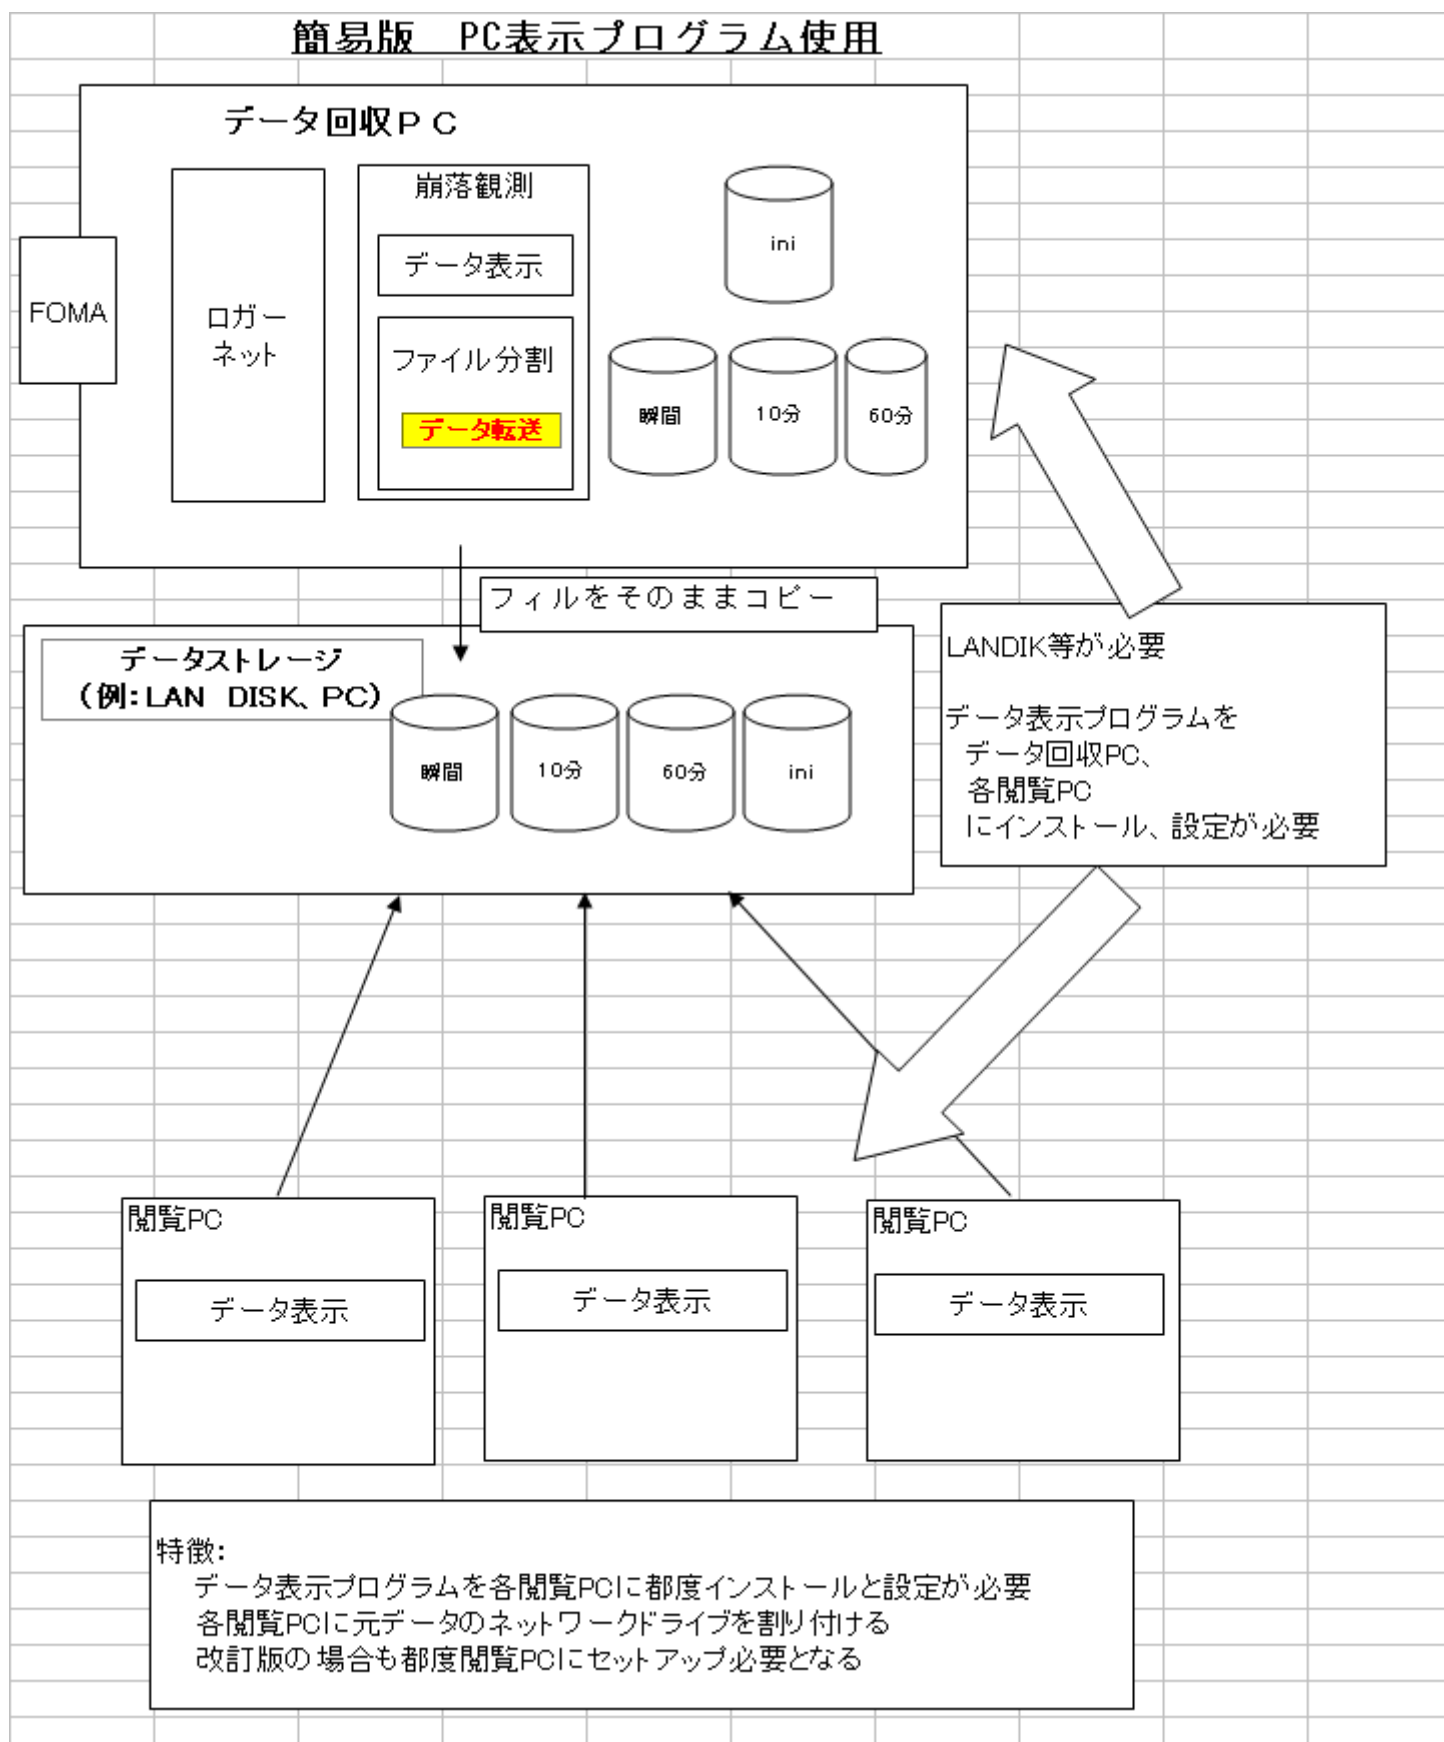 簡易版　PC表示プログラム使用
データ回収ＰＣ
崩落観測
データ表示
ini
FOMA
ロガー
ネット
ファイル分割
データ転送
瞬間
10分
60分
フィルをそのままコピー
データストレージ
（例：LAN　DISK、PC）
瞬間
10分
60分
ini
LANDIK等が必要
データ表示プログラムを
データ回収PC、
各閲覧PC
にインストール、設定が必要
閲覧PC
データ表示
閲覧PC
データ表示
閲覧PC
データ表示
特徴：
データ表示プログラムを各閲覧PCに都度インストールと設定が必要
各閲覧PCに元データのネットワークドライブを割り付ける
改訂版の場合も都度閲覧PCにセットアップ必要となる